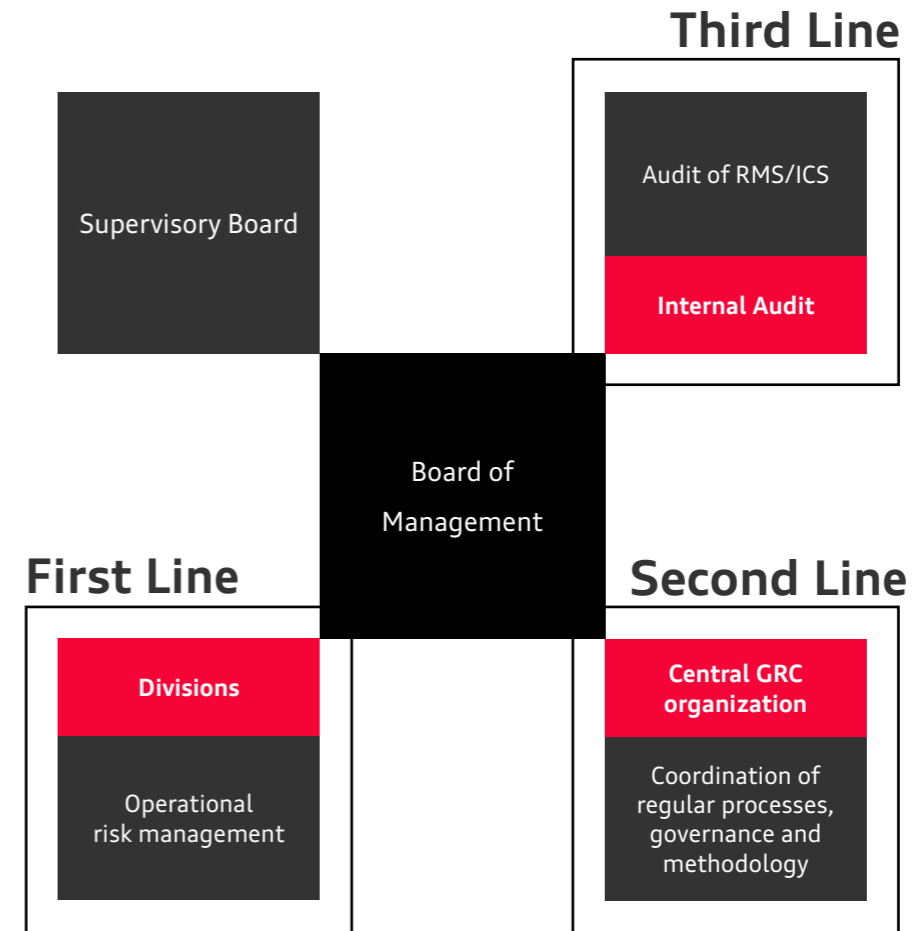 Third Line
Supervisory Board
Audit of RMS/ICS
Internal Audit
Board of
Management
First Line
Divisions
Operational
risk management
Second Line
Central GRC
organization
Coordination of
regular processes,
governance and
methodology